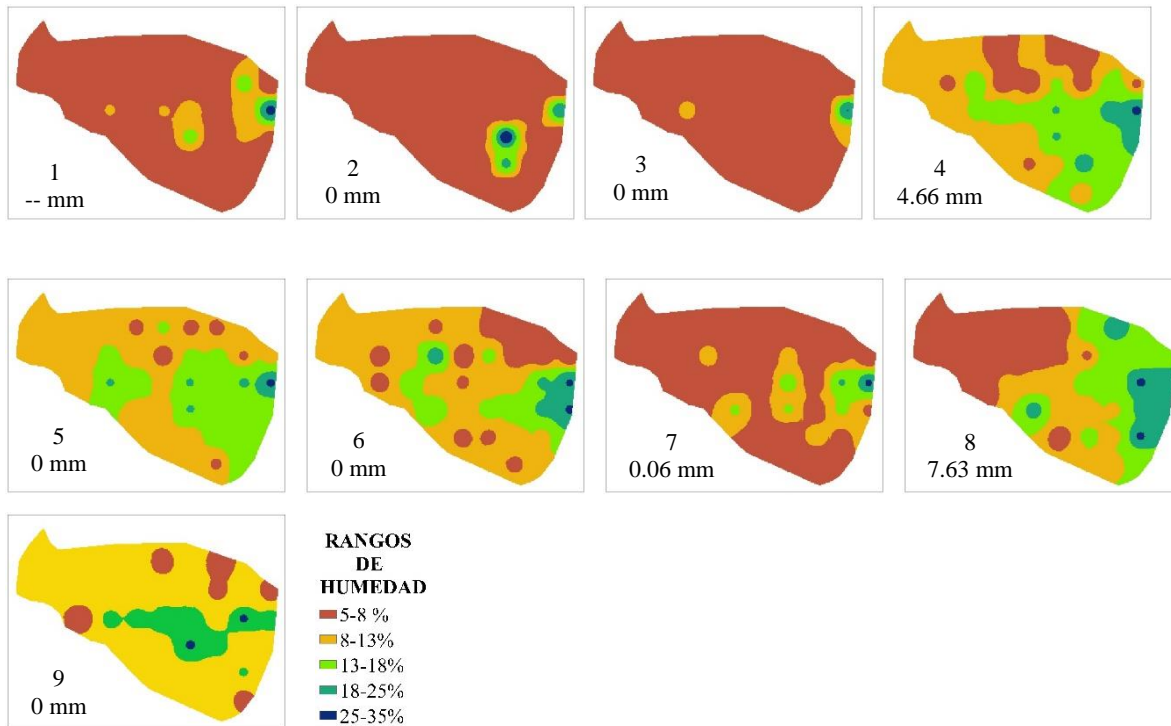 1
-- mm
2
0 mm
3
0 mm
4
4.66 mm
5
0 mm
6
0 mm
7
0.06 mm
8
7.63 mm
9
0 mm
RANGOS
DE
HUMEDAD
5-8 %
8-13%
13-18%
18-25%
25-35%